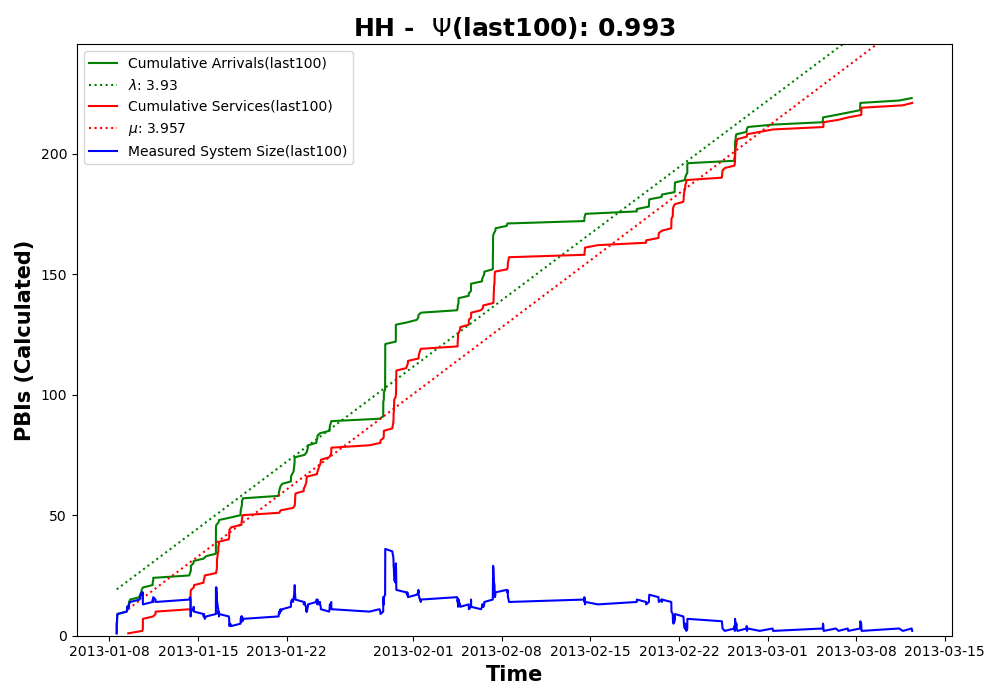 HH -  Ψ(last100): 0.993
Cumulative Arrivals(last100)
λ: 3.93
Cumulative Services(last100)
μ: 3.957
Measured System Size(last100)
PBIs (Calculated)
200
150
100
50
0
2013-01-08 2013-01-15 2013-01-22 2013-02-01 2013-02-08 2013-02-15 2013-02-22 2013-03-01 2013-03-08 2013-03-15
Time